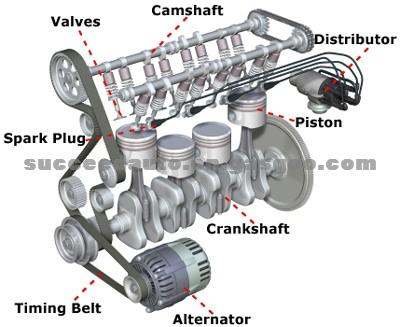 Camshaft
Valves
Distributor
Spark Plug
Piston
Crankshaft
Timing Belt
Alternator